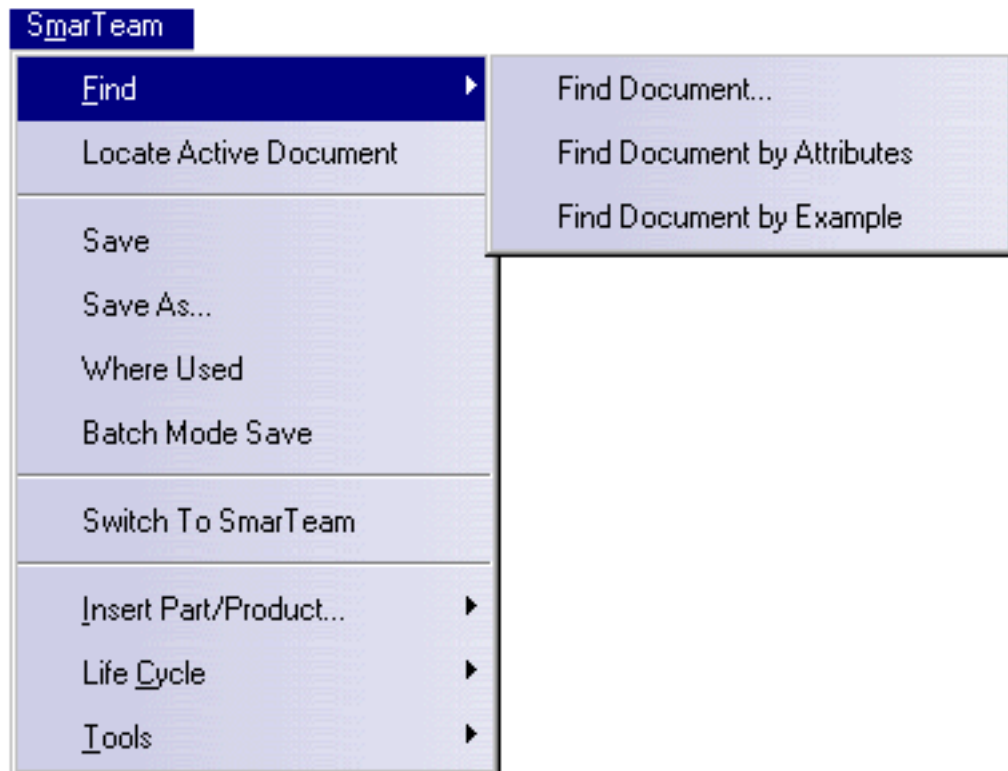 SmarTeam
Find
Locate Active Document
Save
Save As...
Where Used
Batch Mode Save
Switch To SmarTeam
Insert Part/Product...
Life Cycle
Tools
Find Document...
Find Document by Attributes
Find Document by Example